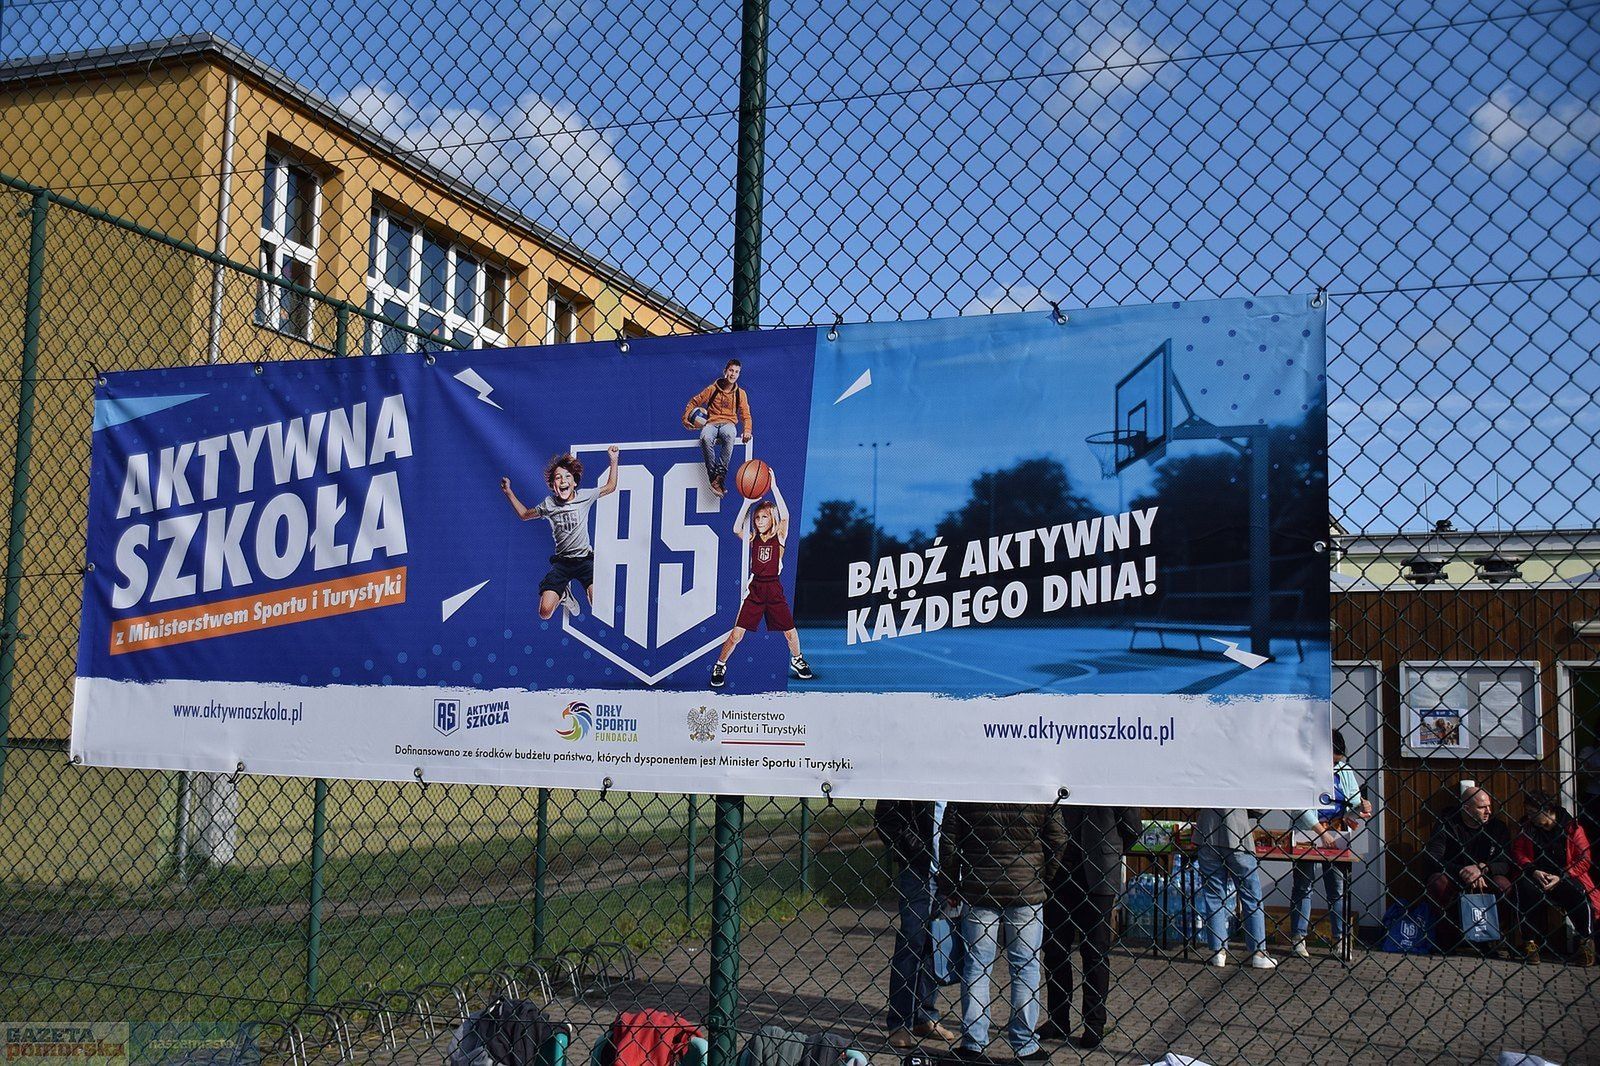 AKTYWNA
SZKOŁA
z Ministerstwem Sportu i Turystyki
AS
BĄDŹ AKTYWNY
KAŻDEGO DNIA!
www.aktywnaszkola.pl
AS AKTYWNA
SZKOŁA
ORŁY
SPORTU
FUNDACJA
Ministerstwo
Sportu i Turystyki
www.aktywnaszkola.pl
Dofinansowano ze środków budżetu państwa, których dysponentem jest Minister Sportu i Turystyki.
GAZETA
pomorska
naszemiasto